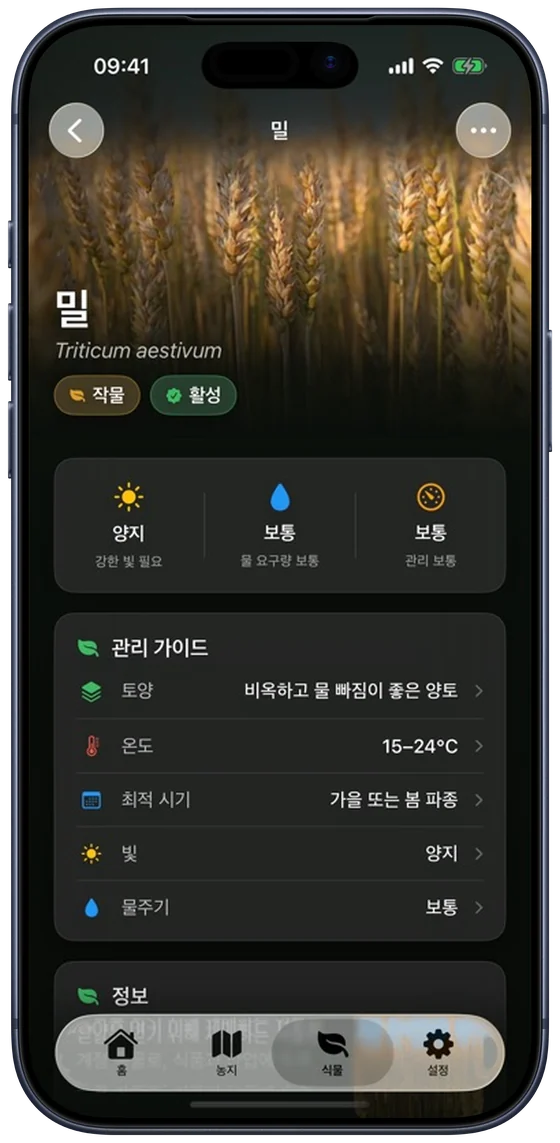 09:41
밀
밀
Triticum aestivum
작물 활성
양지 보통 보통
강한 빛 필요 물 요구량 보통 관리 보통
관리 가이드
토양 비옥하고 물 빠짐이 좋은 양토
온도 15–24°C
최적 시기 가을 또는 봄 파종
빛 양지
물주기 보통
정보
홈 농지 식물 설정